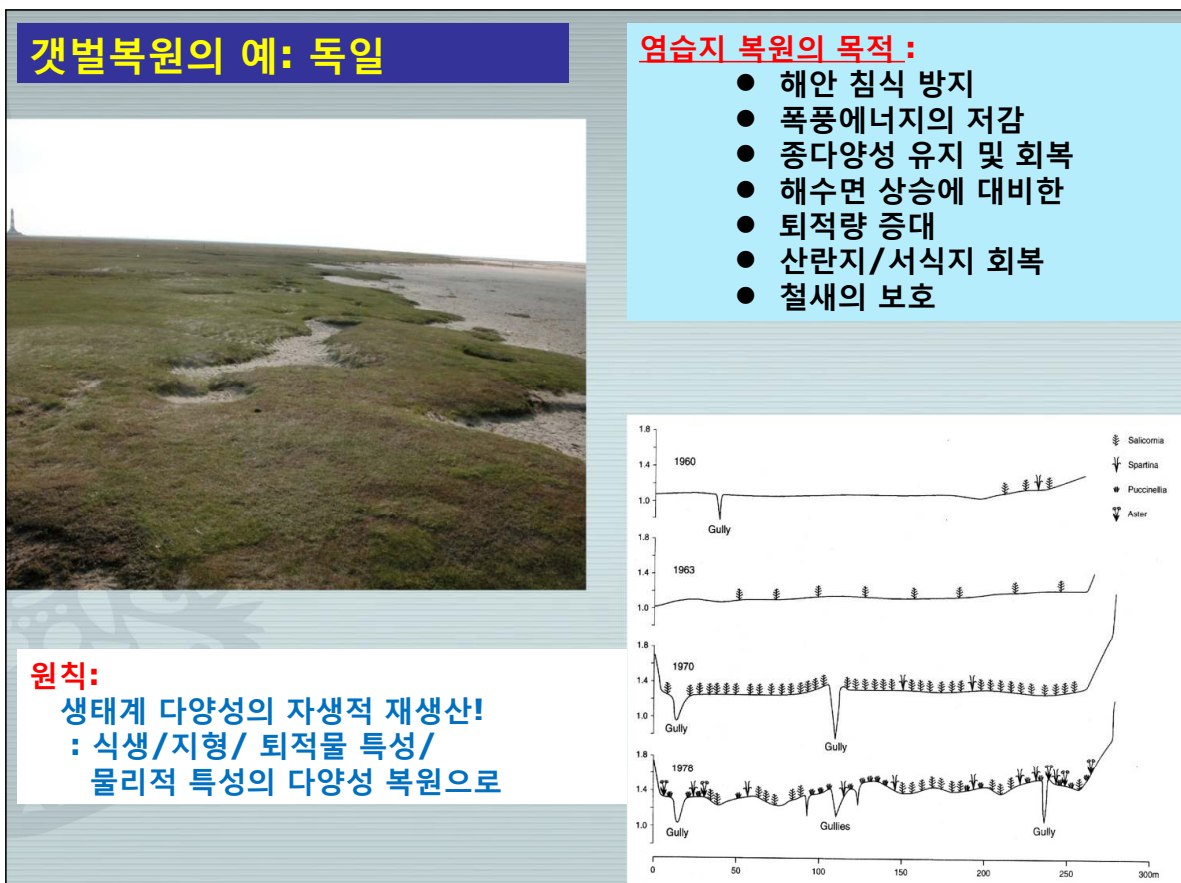 갯벌복원의 예: 독일
염습지 복원의 목적 :
● 해안 침식 방지
● 폭풍에너지의 저감
● 종다양성 유지 및 회복
● 해수면 상승에 대비한
● 퇴적량 증대
● 산란지/서식지 회복
● 철새의 보호
원칙:
생태계 다양성의 자생적 재생산!
: 식생/지형/ 퇴적물 특성/
물리적 특성의 다양성 복원으로
1.8
1960
1.4
1.0
Gully
Salicornia
Spartina
Puccinellia
Aster
1.8
1963
1.4
1.0
1.8
1970
1.4
1.0
Gully
Gully
1.8
1978
1.4
1.0
Gully
Gullies
Gully
0 50 100 150 200 250 300m